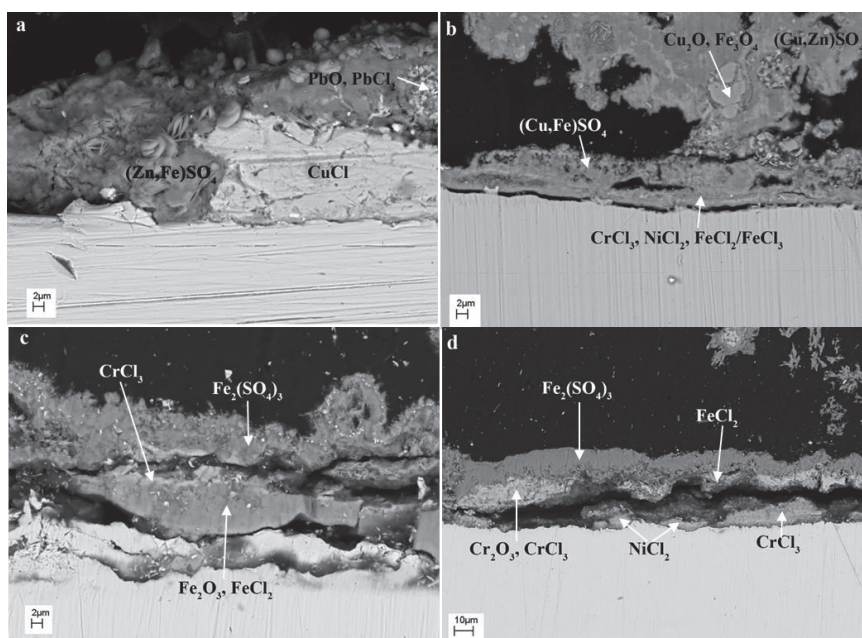 a
PbO, PbCl₂
(Zn,Fe)SO₄
CuCl
2µm
b
Cu₂O, Fe₃O₄
(Cu,Zn)SO
(Cu,Fe)SO₄
CrCl₃, NiCl₂, FeCl₂/FeCl₃
2µm
c
CrCl₃
Fe₂(SO₄)₃
Fe₂O₃, FeCl₂
2µm
d
Fe₂(SO₄)₃
FeCl₂
Cr₂O₃, CrCl₃
NiCl₂
CrCl₃
10µm